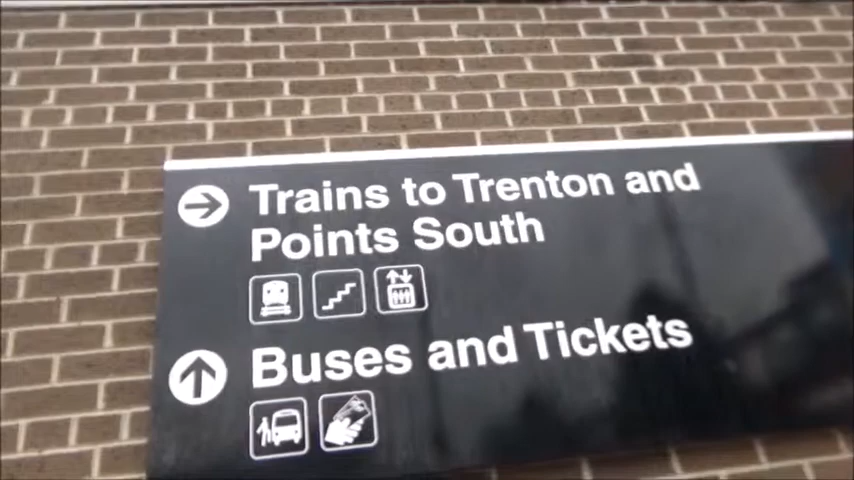 Trains to Trenton and
Points South
Buses and Tickets